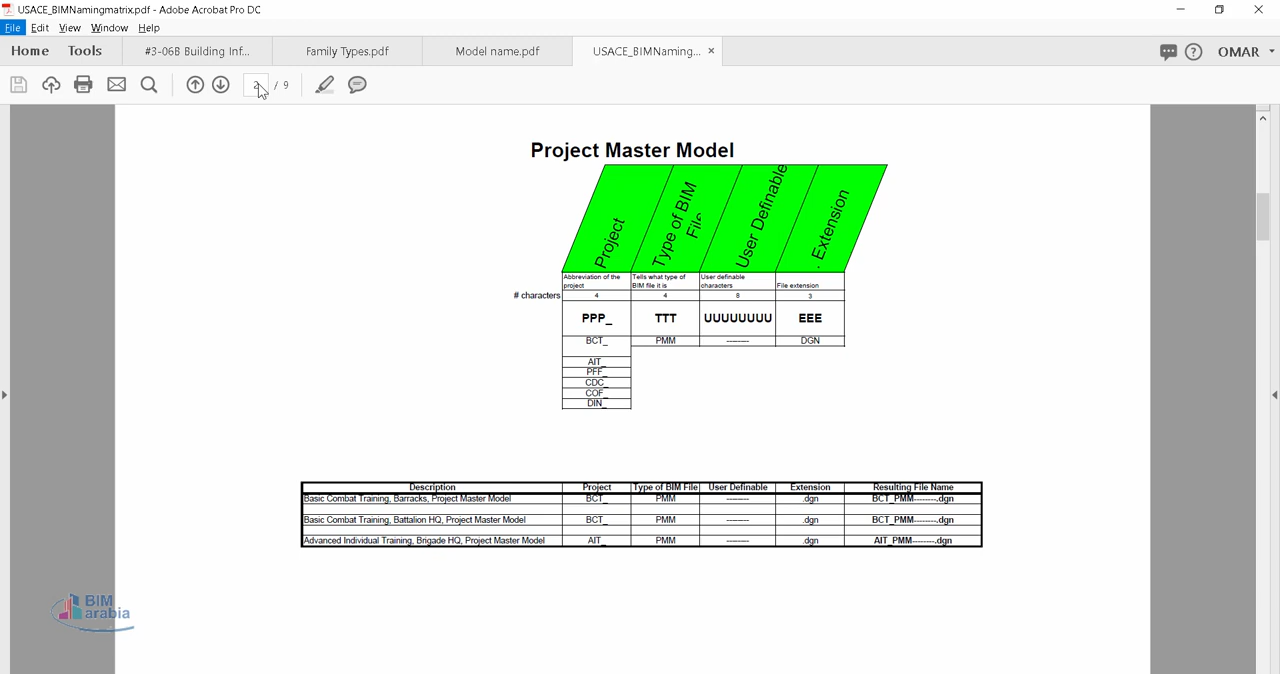 USACE_BIMNamingmatrix.pdf - Adobe Acrobat Pro DC
File Edit View Window Help
Home Tools #3-06B Building Inf... Family Types.pdf Model name.pdf USACE_BIMNaming... × OMAR
2 / 9
Project Master Model
Project Type of BIM File User Definable . Extension
Abbreviation of the project Tells what type of BIM file it is User definable characters File extension
# characters 4 4 8 3
PPP_ TTT UUUUUUUU EEE
BCT_ PMM -------- DGN
AIT_
PFF_
CDC_
COF_
DIN_
Description Project Type of BIM File User Definable Extension Resulting File Name
Basic Combat Training, Barracks, Project Master Model BCT_ PMM -------- .dgn BCT_PMM--------.dgn
Basic Combat Training, Battalion HQ, Project Master Model BCT_ PMM -------- .dgn BCT_PMM--------.dgn
Advanced Individual Training, Brigade HQ, Project Master Model AIT_ PMM -------- .dgn AIT_PMM--------.dgn
BIM
arabia